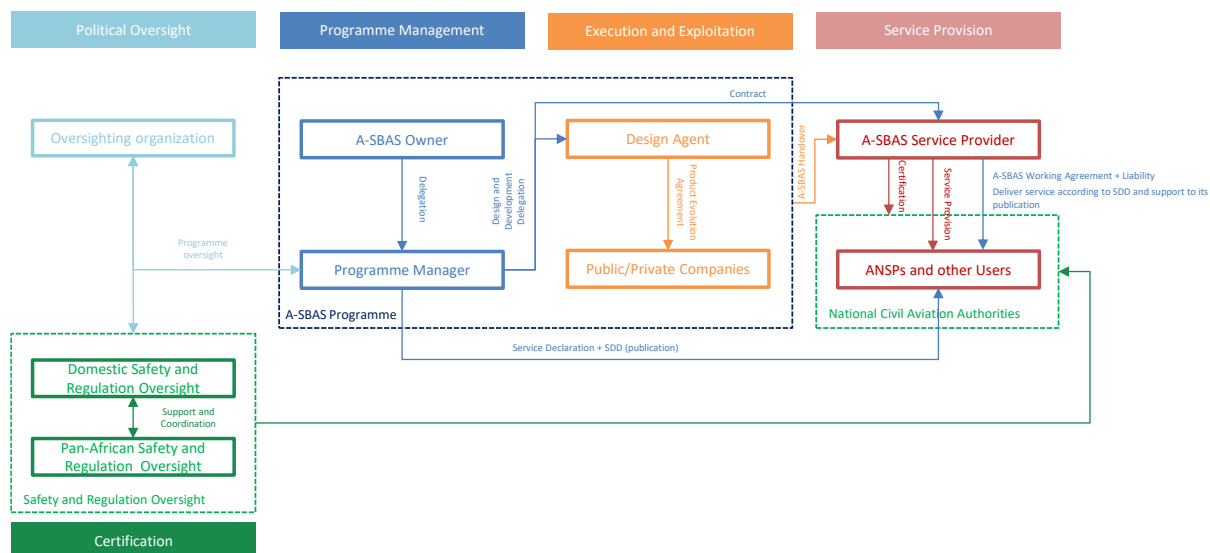 Political Oversight
Programme Management
Execution and Exploitation
Service Provision
Contract
Oversighting organization
A-SBAS Owner
Design Agent
A-SBAS Handover
A-SBAS Service Provider
Delegation
Design and
Development
Delegation
Product Evolution
Agreement
Certification
Service Provision
A-SBAS Working Agreement + Liability
Deliver service according to SDD and support to its
publication
Programme
oversight
Programme Manager
Public/Private Companies
ANSPs and other Users
A-SBAS Programme
National Civil Aviation Authorities
Service Declaration + SDD (publication)
Domestic Safety and
Regulation Oversight
Support and
Coordination
Pan-African Safety and
Regulation Oversight
Safety and Regulation Oversight
Certification